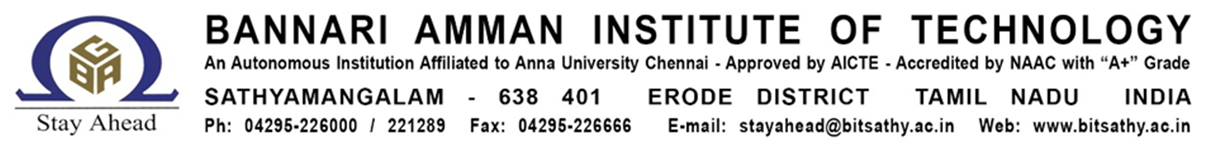 BANNARI AMMAN INSTITUTE OF TECHNOLOGY
An Autonomous Institution Affiliated to Anna University Chennai - Approved by AICTE - Accredited by NAAC with “A+” Grade
SATHYAMANGALAM - 638 401 ERODE DISTRICT TAMIL NADU INDIA
Ph: 04295-226000 / 221289 Fax: 04295-226666 E-mail: stayahead@bitsathy.ac.in Web: www.bitsathy.ac.in
G
B A
Stay Ahead